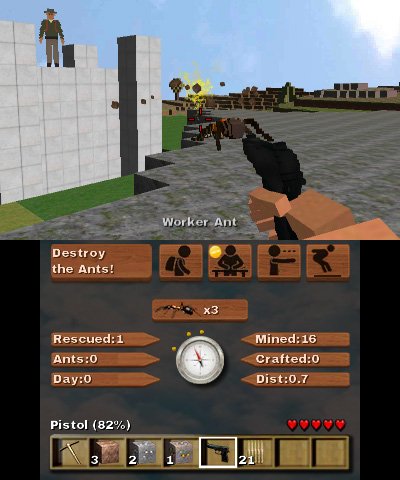 Worker Ant
Destroy
the Ants!
x3
Rescued:1
Mined:16
Ants:0
Crafted:0
Day:0
Dist:0.7
Pistol (82%)
3
2
1
21